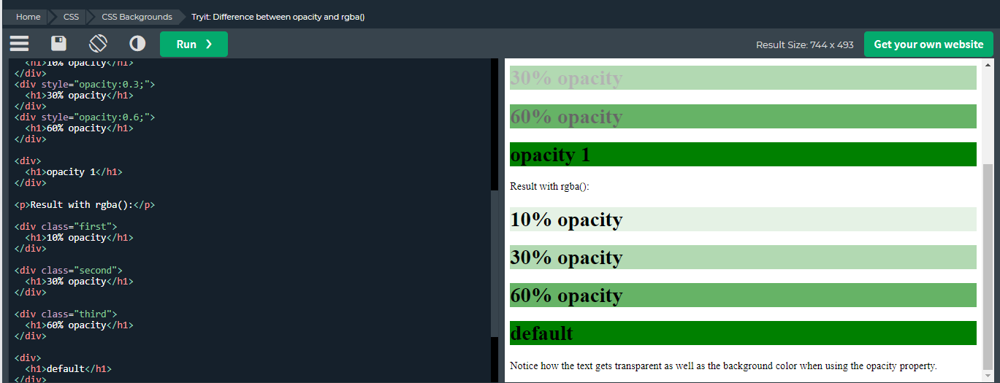 Home CSS CSS Backgrounds Tryit: Difference between opacity and rgba()
Run ❯ Result Size: 744 x 493 Get your own website
<h1>10% opacity</h1>
</div>
<div style="opacity:0.3;">
<h1>30% opacity</h1>
</div>
<div style="opacity:0.6;">
<h1>60% opacity</h1>
</div>
<div>
<h1>opacity 1</h1>
</div>
<p>Result with rgba():</p>
<div class="first">
<h1>10% opacity</h1>
</div>
<div class="second">
<h1>30% opacity</h1>
</div>
<div class="third">
<h1>60% opacity</h1>
</div>
<div>
<h1>default</h1>
</div>
30% opacity
60% opacity
opacity 1
Result with rgba():
10% opacity
30% opacity
60% opacity
default
Notice how the text gets transparent as well as the background color when using the opacity property.